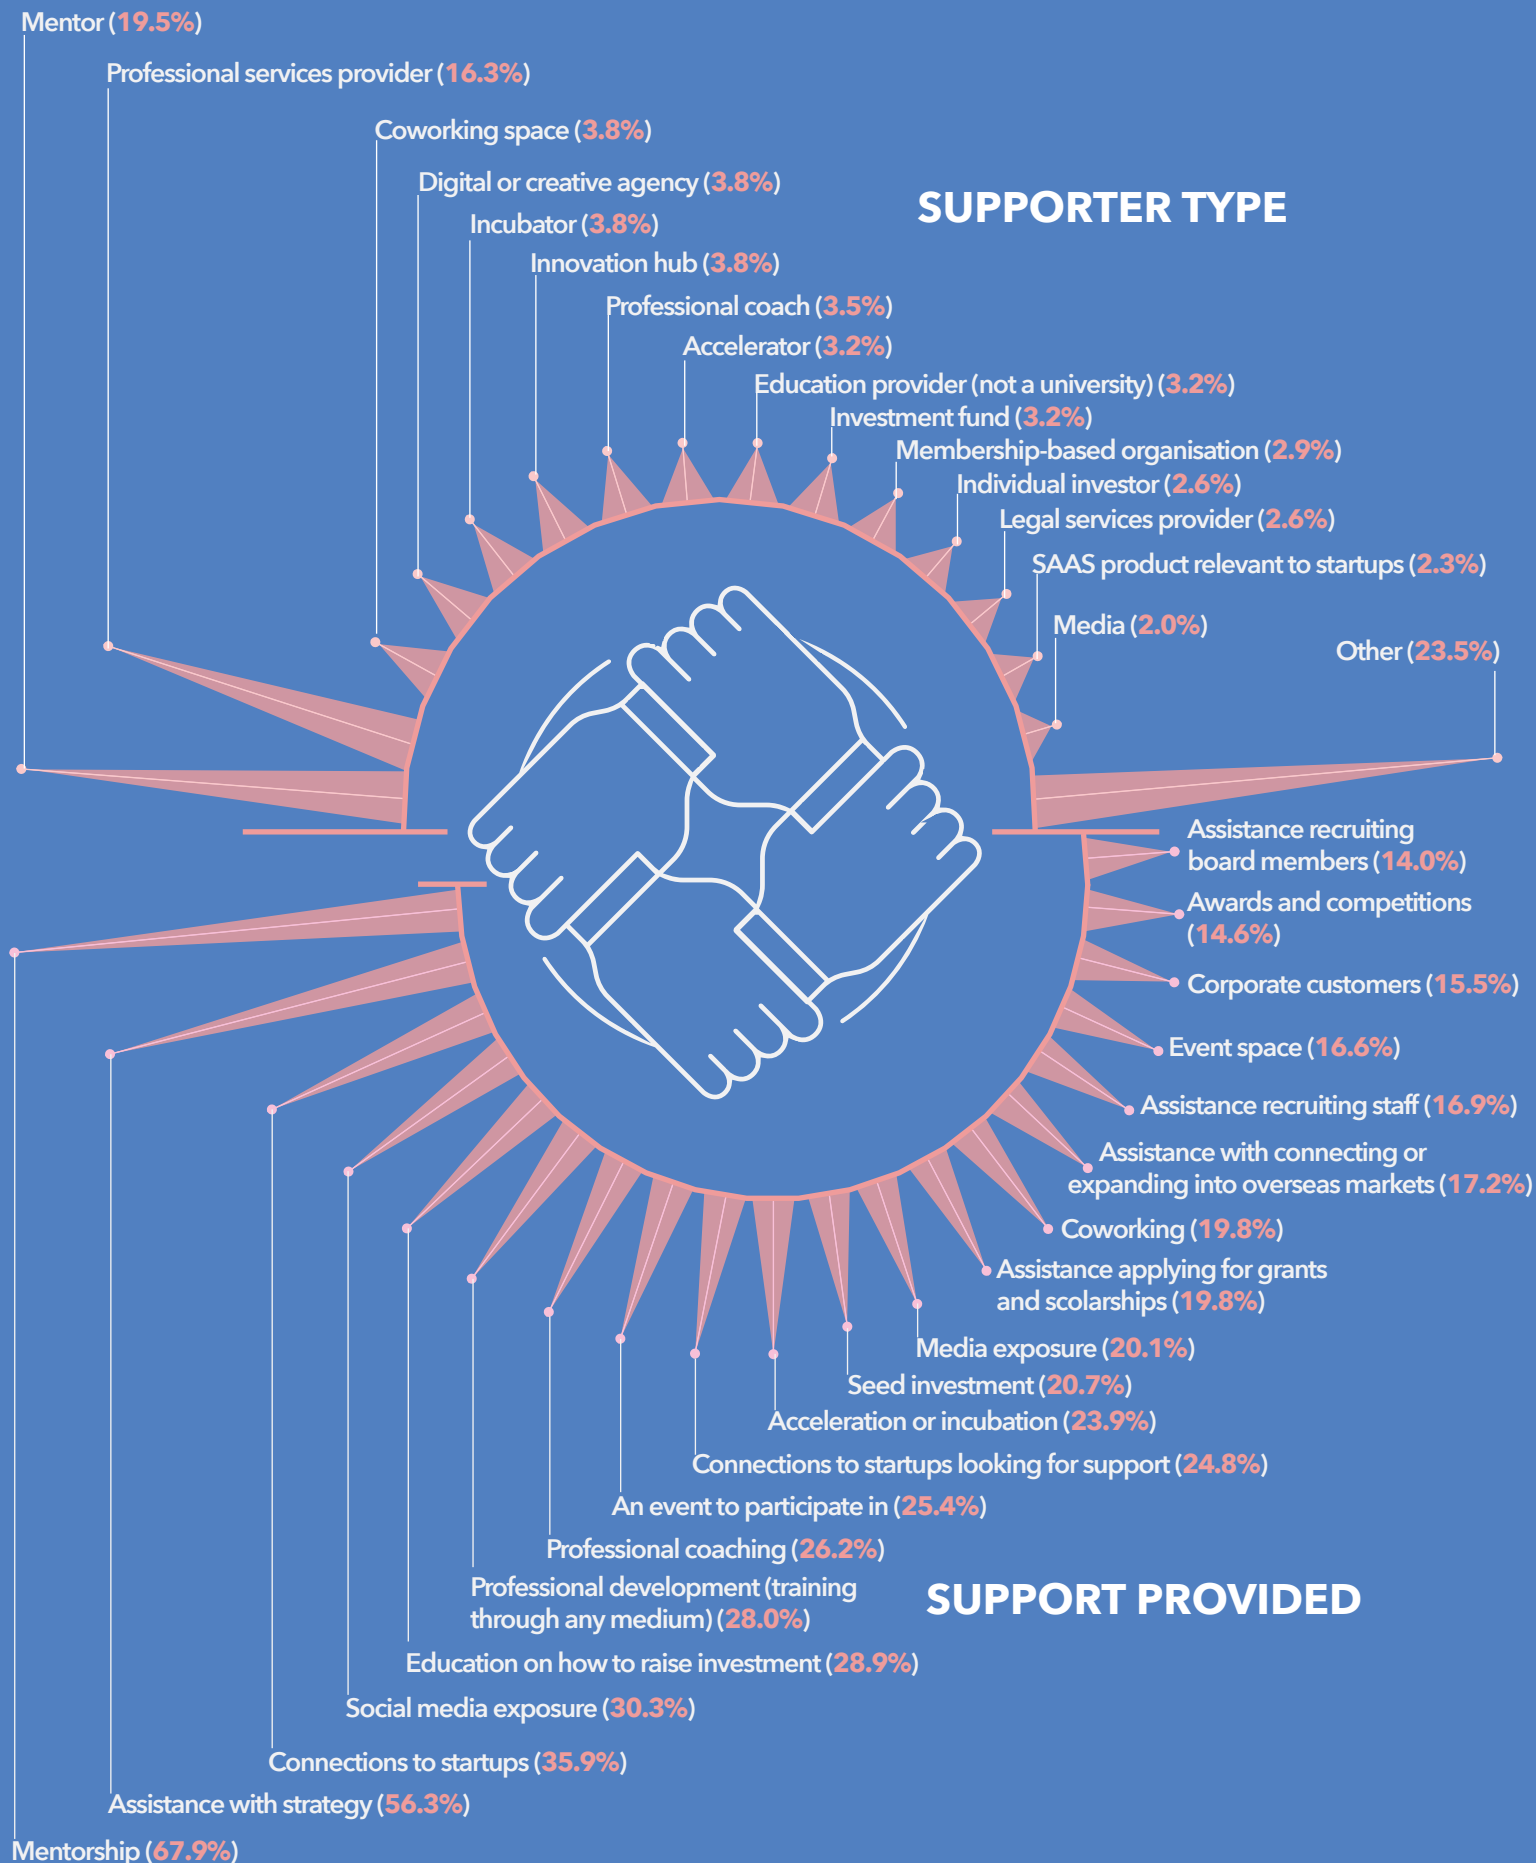 Mentor (19.5%)
Professional services provider (16.3%)
Coworking space (3.8%)
Digital or creative agency (3.8%)
SUPPORTER TYPE
Incubator (3.8%)
Innovation hub (3.8%)
Professional coach (3.5%)
Accelerator (3.2%)
Education provider (not a university) (3.2%)
Investment fund (3.2%)
Membership-based organisation (2.9%)
Individual investor (2.6%)
Legal services provider (2.6%)
SAAS product relevant to startups (2.3%)
Media (2.0%)
Other (23.5%)
Assistance recruiting
board members (14.0%)
Awards and competitions
(14.6%)
Corporate customers (15.5%)
Event space (16.6%)
Assistance recruiting staff (16.9%)
Assistance with connecting or
expanding into overseas markets (17.2%)
Coworking (19.8%)
Assistance applying for grants
and scolarships (19.8%)
Media exposure (20.1%)
Seed investment (20.7%)
Acceleration or incubation (23.9%)
Connections to startups looking for support (24.8%)
An event to participate in (25.4%)
Professional coaching (26.2%)
Professional development (training
through any medium) (28.0%)
SUPPORT PROVIDED
Education on how to raise investment (28.9%)
Social media exposure (30.3%)
Connections to startups (35.9%)
Assistance with strategy (56.3%)
Mentorship (67.9%)